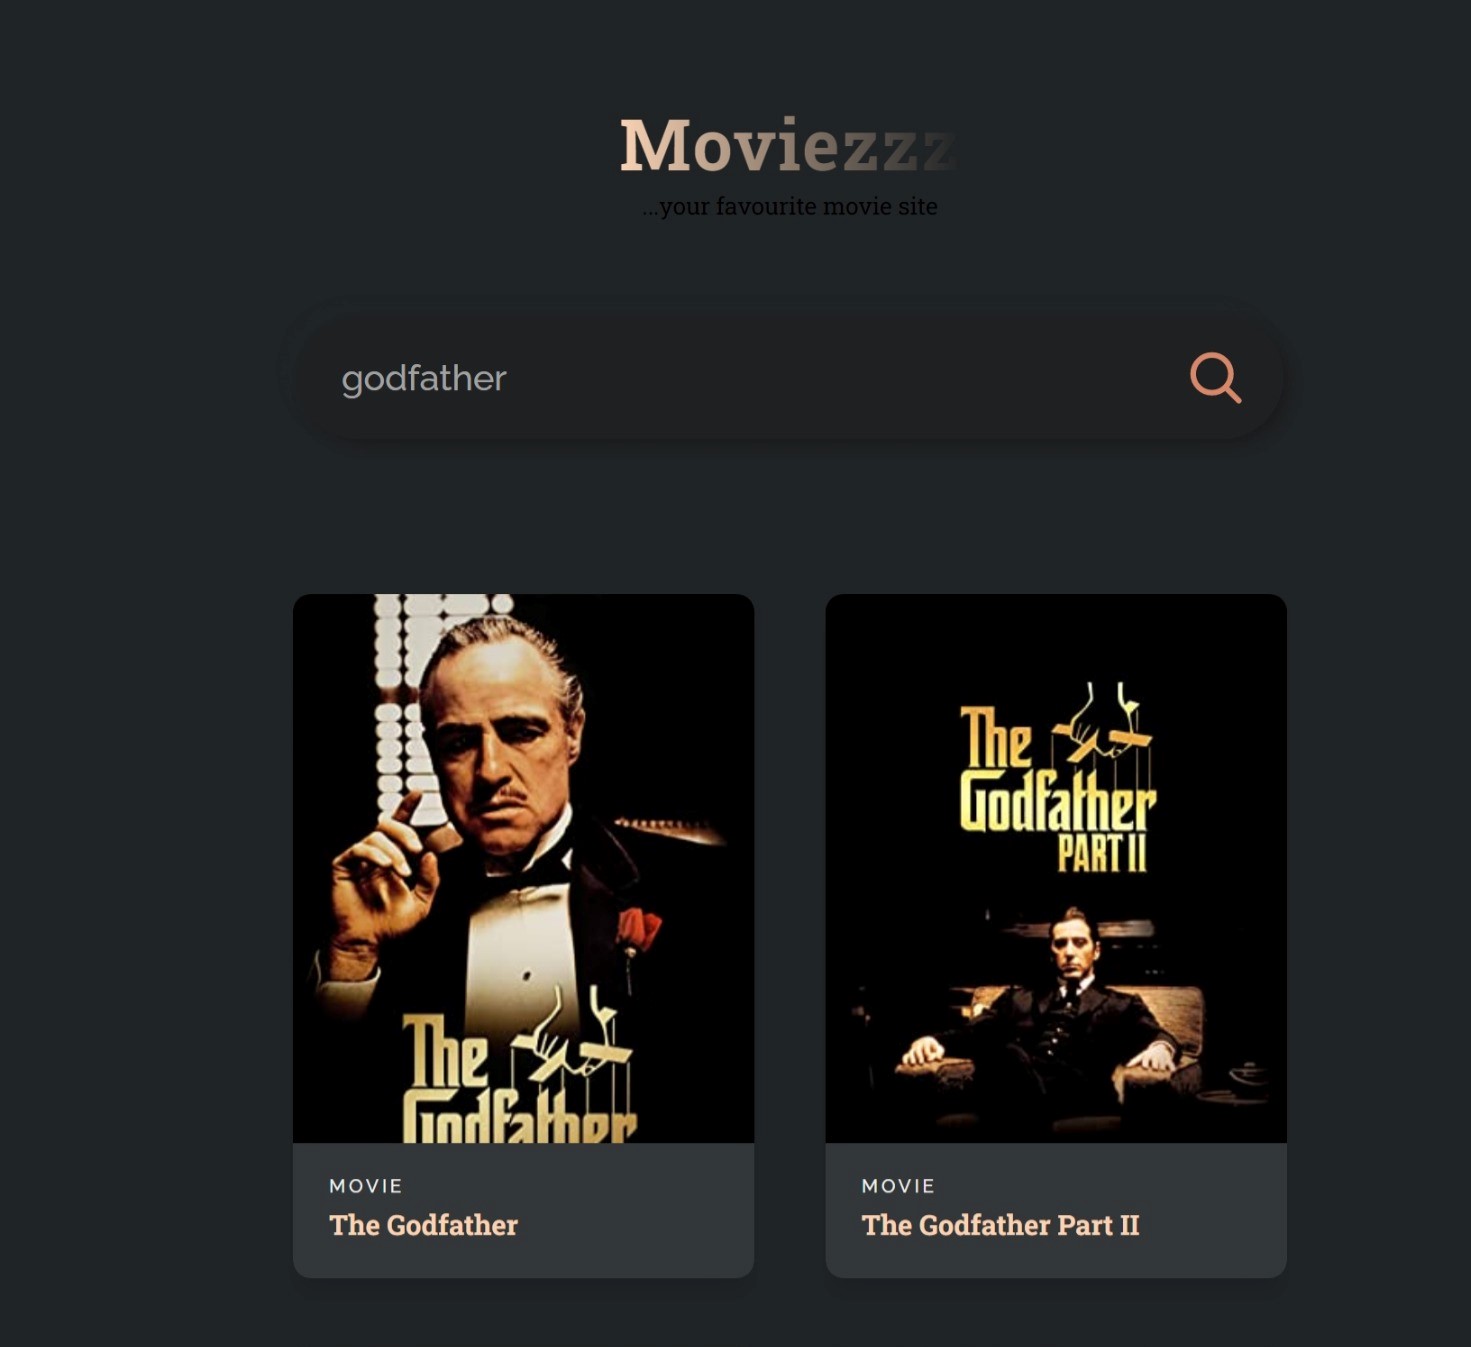 Moviezzz
...your favourite movie site
godfather
The
Godfather
MOVIE
The Godfather
The
Godfather
PART II
MOVIE
The Godfather Part II